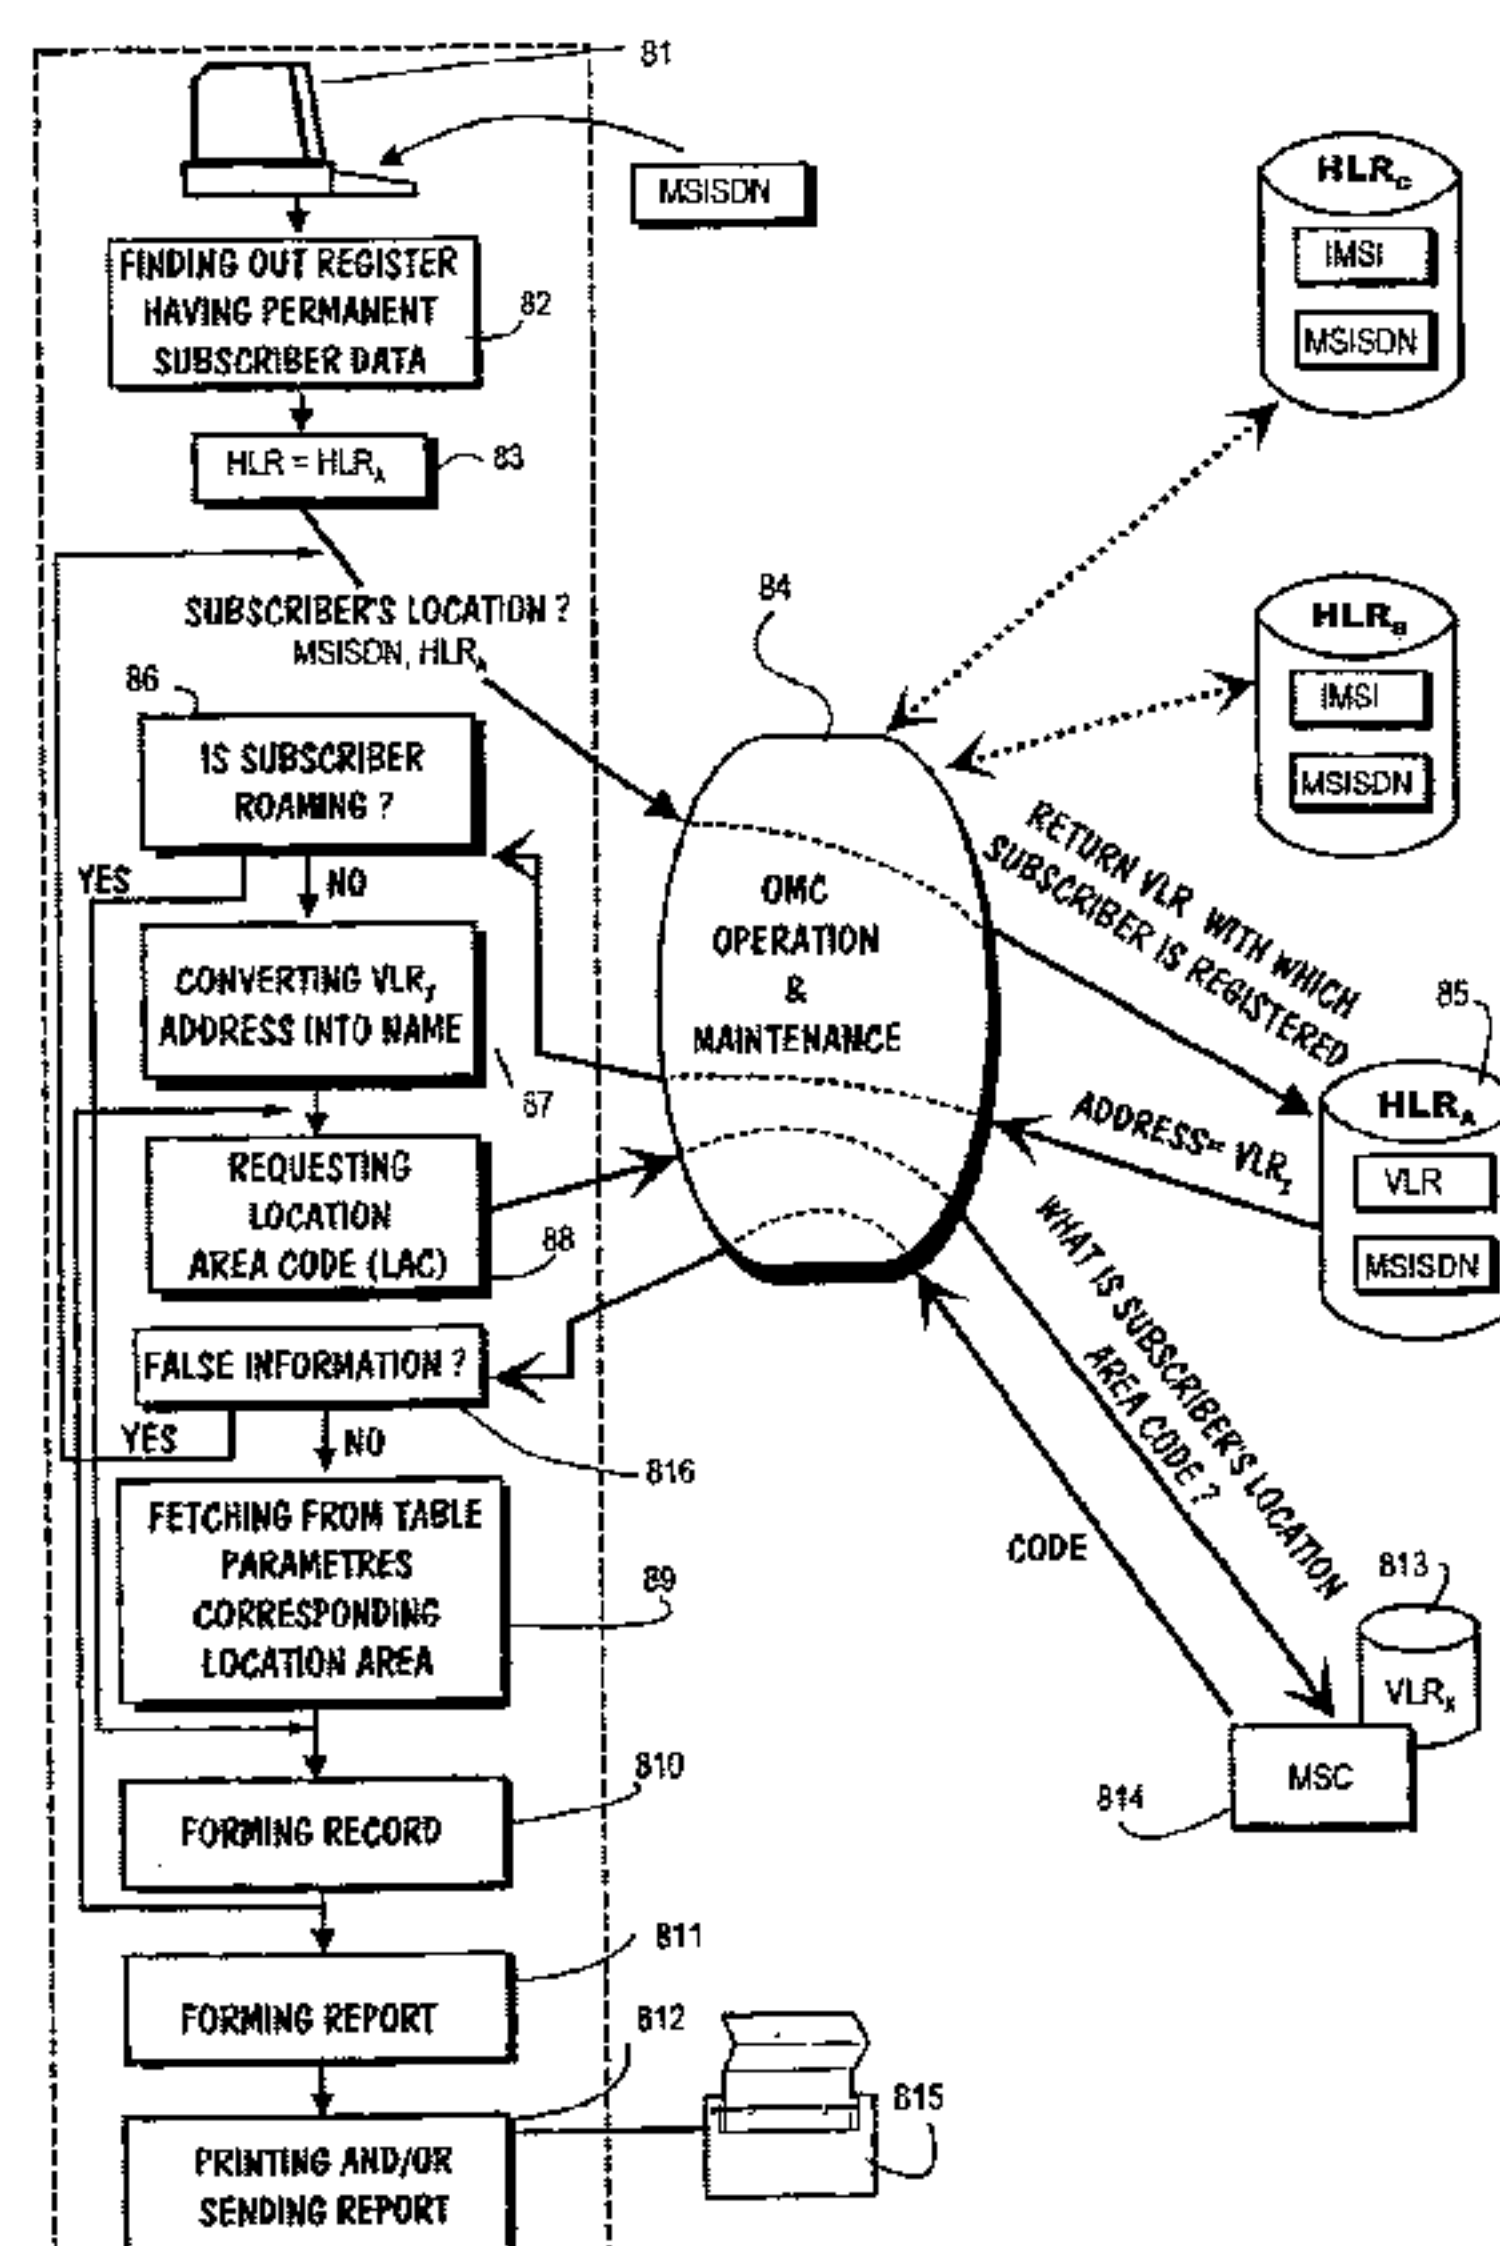 81
MSISDN
FINDING OUT REGISTER
HAVING PERMANENT
SUBSCRIBER DATA
82
HLR = HLRA
83
SUBSCRIBER'S LOCATION ?
MSISDN, HLRA
86
IS SUBSCRIBER
ROAMING ?
YES
NO
CONVERTING VLRY
ADDRESS INTO NAME
87
REQUESTING
LOCATION
AREA CODE (LAC)
88
FALSE INFORMATION ?
YES
NO
816
FETCHING FROM TABLE
PARAMETRES
CORRESPONDING
LOCATION AREA
89
FORMING RECORD
810
FORMING REPORT
811
812
PRINTING AND/OR
SENDING REPORT
815
84
OMC
OPERATION
&
MAINTENANCE
HLRC
IMSI
MSISDN
HLRB
IMSI
MSISDN
RETURN VLR WITH WHICH
SUBSCRIBER IS REGISTERED
85
HLRA
VLR
MSISDN
ADDRESS= VLR
WHAT IS SUBSCRIBER'S LOCATION
AREA CODE ?
CODE
813
VLRX
MSC
814